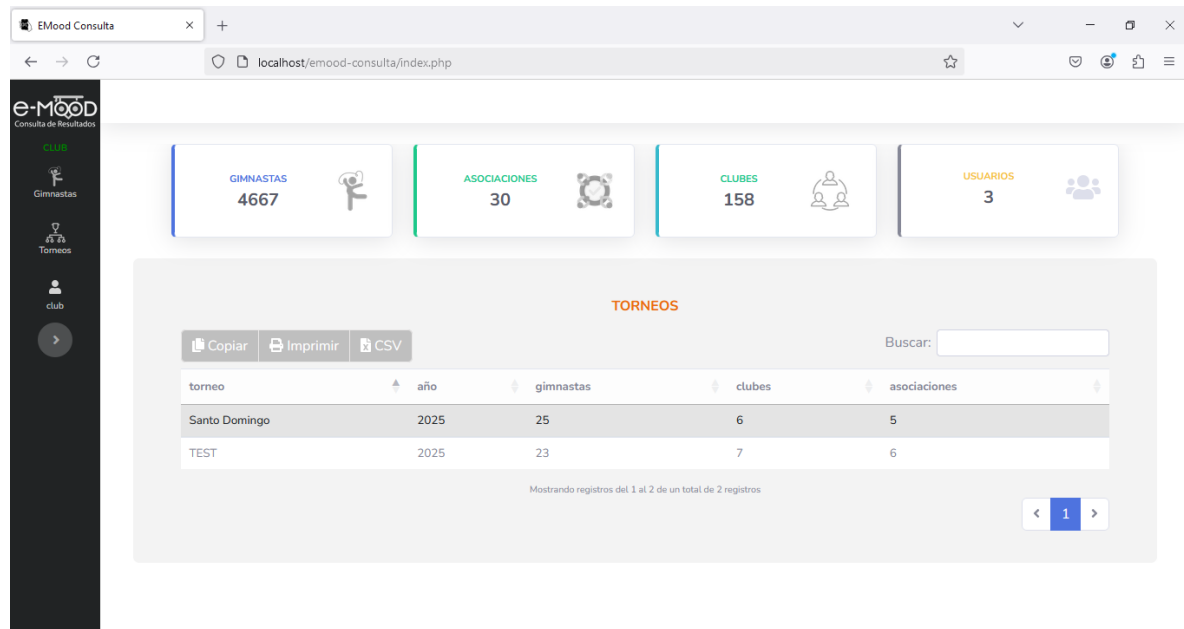 EMood Consulta
localhost/emood-consulta/index.php
e-MOOD
Consulta de Resultados
CLUB
Gimnastas
Torneos
club
GIMNASTAS
4667
ASOCIACIONES
30
CLUBES
158
USUARIOS
3
TORNEOS
Copiar Imprimir CSV
Buscar:
torneo año gimnastas clubes asociaciones
Santo Domingo 2025 25 6 5
TEST 2025 23 7 6
Mostrando registros del 1 al 2 de un total de 2 registros
1